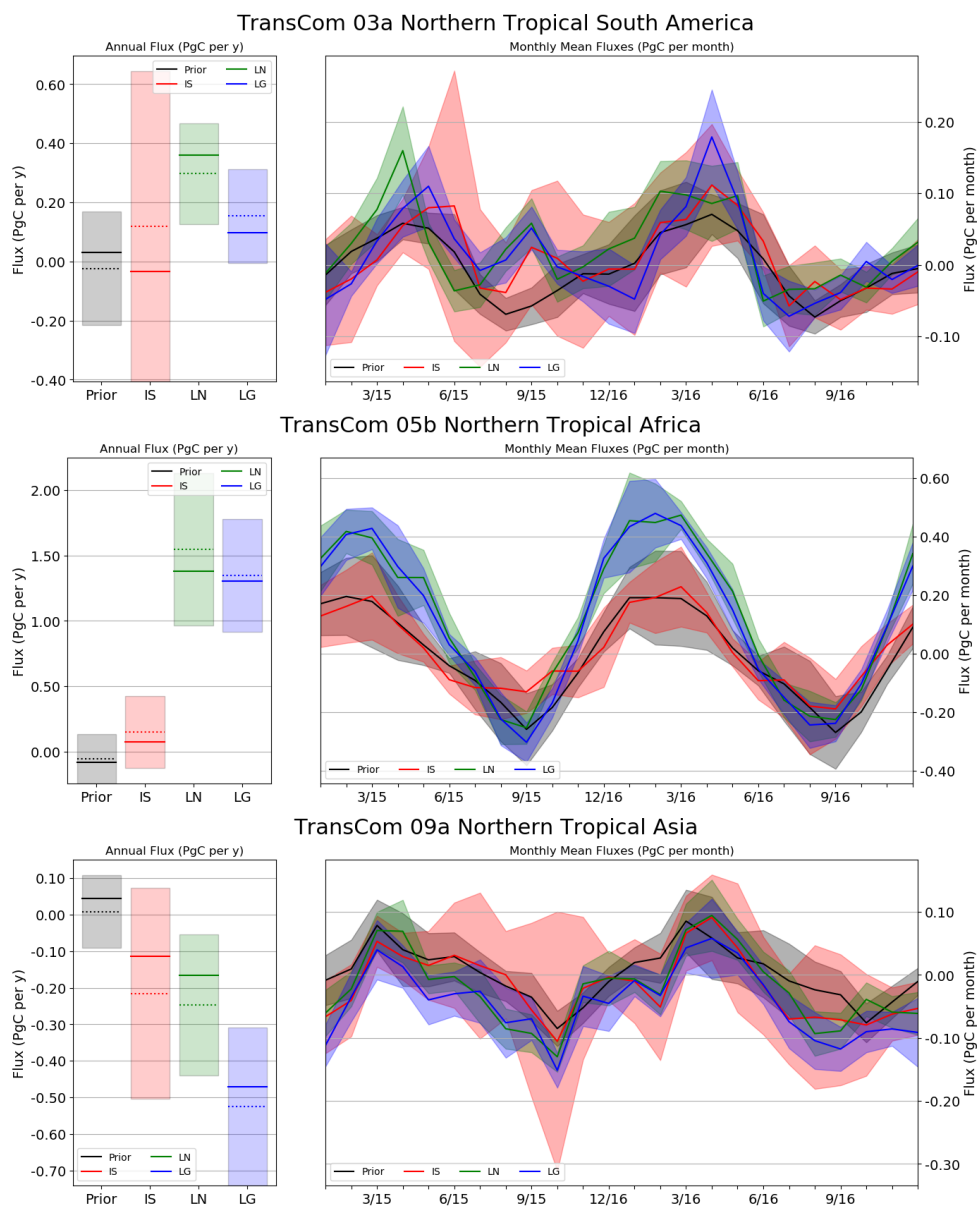 TransCom 03a Northern Tropical South America
Annual Flux (PgC per y)
Monthly Mean Fluxes (PgC per month)
Flux (PgC per y)
0.60
0.40
0.20
0.00
-0.20
-0.40
Prior LN
IS LG
Prior IS LN LG
0.20
0.10
0.00
-0.10
Flux (PgC per month)
Prior IS LN LG
3/15 6/15 9/15 12/16 3/16 6/16 9/16
TransCom 05b Northern Tropical Africa
Annual Flux (PgC per y)
Monthly Mean Fluxes (PgC per month)
Flux (PgC per y)
2.00
1.50
1.00
0.50
0.00
Prior LN
IS LG
Prior IS LN LG
0.60
0.40
0.20
0.00
-0.20
-0.40
Flux (PgC per month)
Prior IS LN LG
3/15 6/15 9/15 12/16 3/16 6/16 9/16
TransCom 09a Northern Tropical Asia
Annual Flux (PgC per y)
Monthly Mean Fluxes (PgC per month)
Flux (PgC per y)
0.10
0.00
-0.10
-0.20
-0.30
-0.40
-0.50
-0.60
-0.70
Prior LN
IS LG
Prior IS LN LG
0.10
0.00
-0.10
-0.20
-0.30
Flux (PgC per month)
Prior IS LN LG
3/15 6/15 9/15 12/16 3/16 6/16 9/16